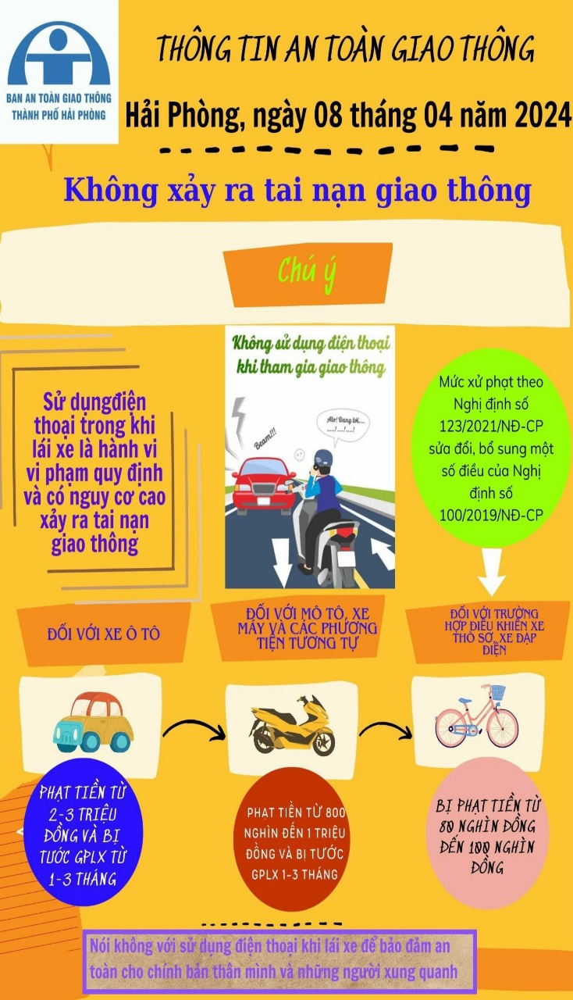 BAN AN TOÀN GIAO THÔNG
THÀNH PHỐ HẢI PHÒNG
THÔNG TIN AN TOÀN GIAO THÔNG
Hải Phòng, ngày 08 tháng 04 năm 2024
Không xảy ra tai nạn giao thông
Chú ý
Sử dụngđiện
thoại trong khi
lái xe là hành vi
vi phạm quy định
và có nguy cơ cao
xảy ra tai nạn
giao thông
Không sử dụng điện thoại
khi tham gia giao thông
Beam!!!
Alo! Đang tới....
.....! ....! ....!
Mức xử phạt theo
Nghị định số
123/2021/NĐ-CP
sửa đổi, bổ sung một
số điều của Nghị
định số
100/2019/NĐ-CP
ĐỐI VỚI XE Ô TÔ
ĐỐI VỚI MÔ TÔ, XE
MÁY VÀ CÁC PHƯƠNG
TIỆN TƯƠNG TỰ
ĐỐI VỚI TRƯỜNG
HỢP ĐIỀU KHIỂN XE
THÔ SƠ, XE ĐẠP
ĐIỆN
PHẠT TIỀN TỪ
2-3 TRIỆU
ĐỒNG VÀ BỊ
TƯỚC GPLX TỪ
1-3 THÁNG
PHẠT TIỀN TỪ 800
NGHÌN ĐẾN 1 TRIỆU
ĐỒNG VÀ BỊ TƯỚC
GPLX 1-3 THÁNG
BỊ PHẠT TIỀN TỪ
80 NGHÌN ĐỒNG
ĐẾN 100 NGHÌN
ĐỒNG
Nói không với sử dụng điện thoại khi lái xe để bảo đảm an
toàn cho chính bản thân mình và những người xung quanh